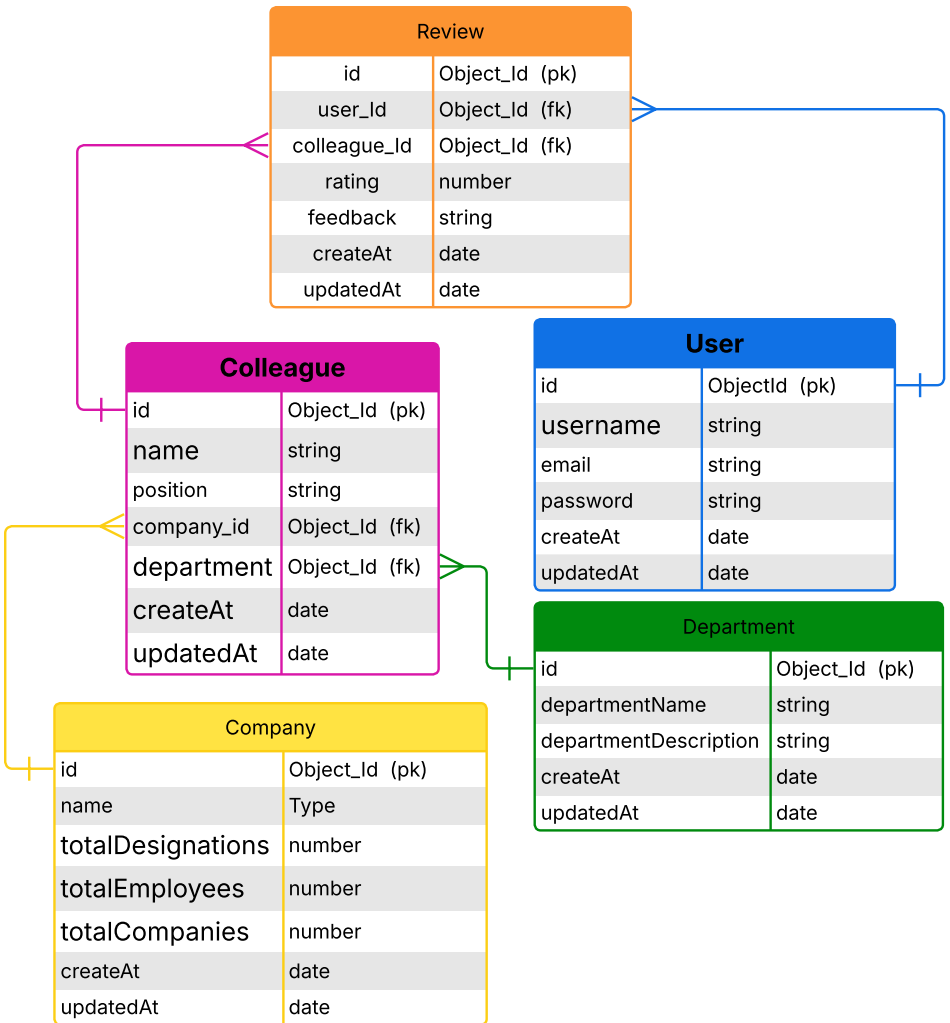 Review
id Object_Id (pk)
user_Id Object_Id (fk)
colleague_Id Object_Id (fk)
rating number
feedback string
createAt date
updatedAt date
Colleague
id Object_Id (pk)
name string
position string
company_id Object_Id (fk)
department Object_Id (fk)
createAt date
updatedAt date
User
id ObjectId (pk)
username string
email string
password string
createAt date
updatedAt date
Department
id Object_Id (pk)
departmentName string
departmentDescription string
createAt date
updatedAt date
Company
id Object_Id (pk)
name Type
totalDesignations number
totalEmployees number
totalCompanies number
createAt date
updatedAt date